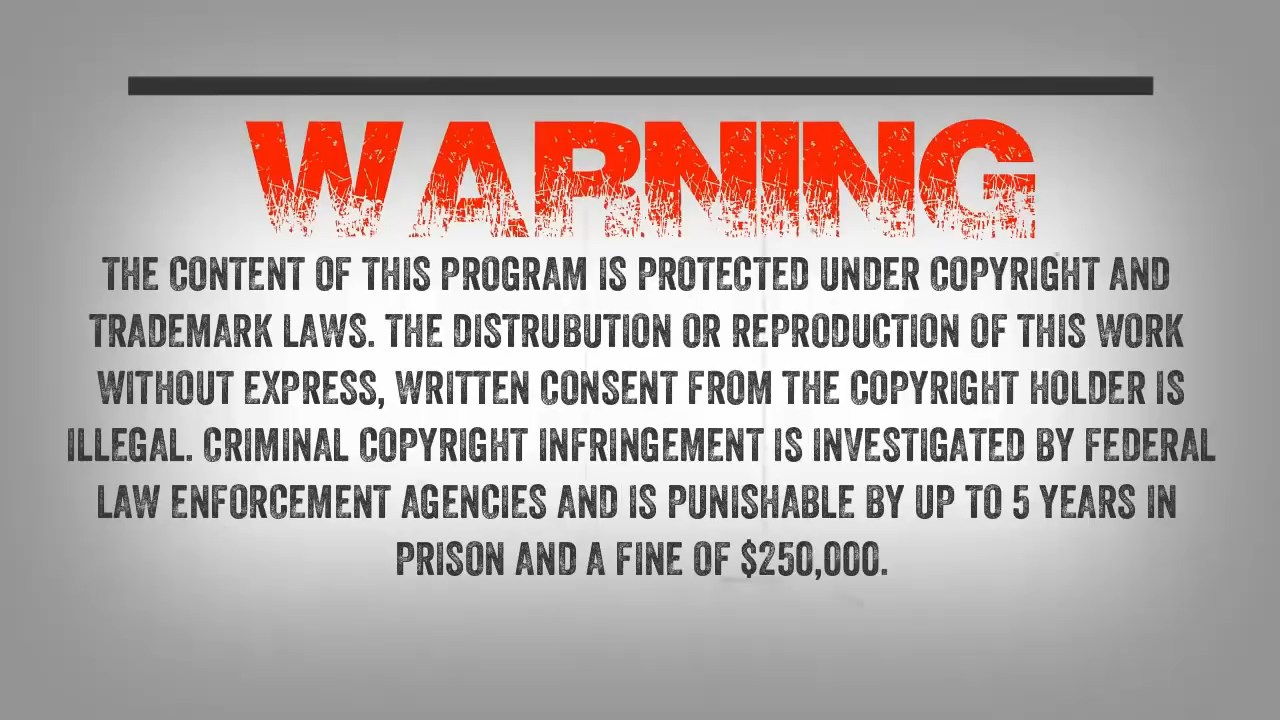 WARNING
THE CONTENT OF THIS PROGRAM IS PROTECTED UNDER COPYRIGHT AND
TRADEMARK LAWS. THE DISTRUBUTION OR REPRODUCTION OF THIS WORK
WITHOUT EXPRESS, WRITTEN CONSENT FROM THE COPYRIGHT HOLDER IS
ILLEGAL. CRIMINAL COPYRIGHT INFRINGEMENT IS INVESTIGATED BY FEDERAL
LAW ENFORCEMENT AGENCIES AND IS PUNISHABLE BY UP TO 5 YEARS IN
PRISON AND A FINE OF $250,000.